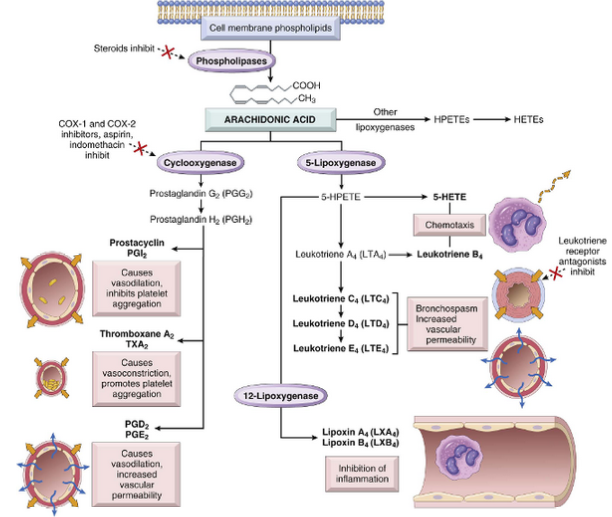 Cell membrane phospholipids
Steroids inhibit
Phospholipases
COOH
CH3
ARACHIDONIC ACID
Other
lipoxygenases
HPETEs
HETEs
COX-1 and COX-2
inhibitors, aspirin,
indomethacin
inhibit
Cyclooxygenase
5-Lipoxygenase
Prostaglandin G2 (PGG2)
5-HPETE
5-HETE
Prostaglandin H2 (PGH2)
Chemotaxis
Prostacyclin
PGI2
Leukotriene A4 (LTA4)
Leukotriene B4
Leukotriene
receptor
antagonists
inhibit
Causes
vasodilation,
inhibits platelet
aggregation
Leukotriene C4 (LTC4)
Leukotriene D4 (LTD4)
Leukotriene E4 (LTE4)
Bronchospasm
Increased
vascular
permeability
Thromboxane A2
TXA2
Causes
vasoconstriction,
promotes platelet
aggregation
12-Lipoxygenase
PGD2
PGE2
Lipoxin A4 (LXA4)
Lipoxin B4 (LXB4)
Causes
vasodilation,
increased
vascular
permeability
Inhibition of
inflammation